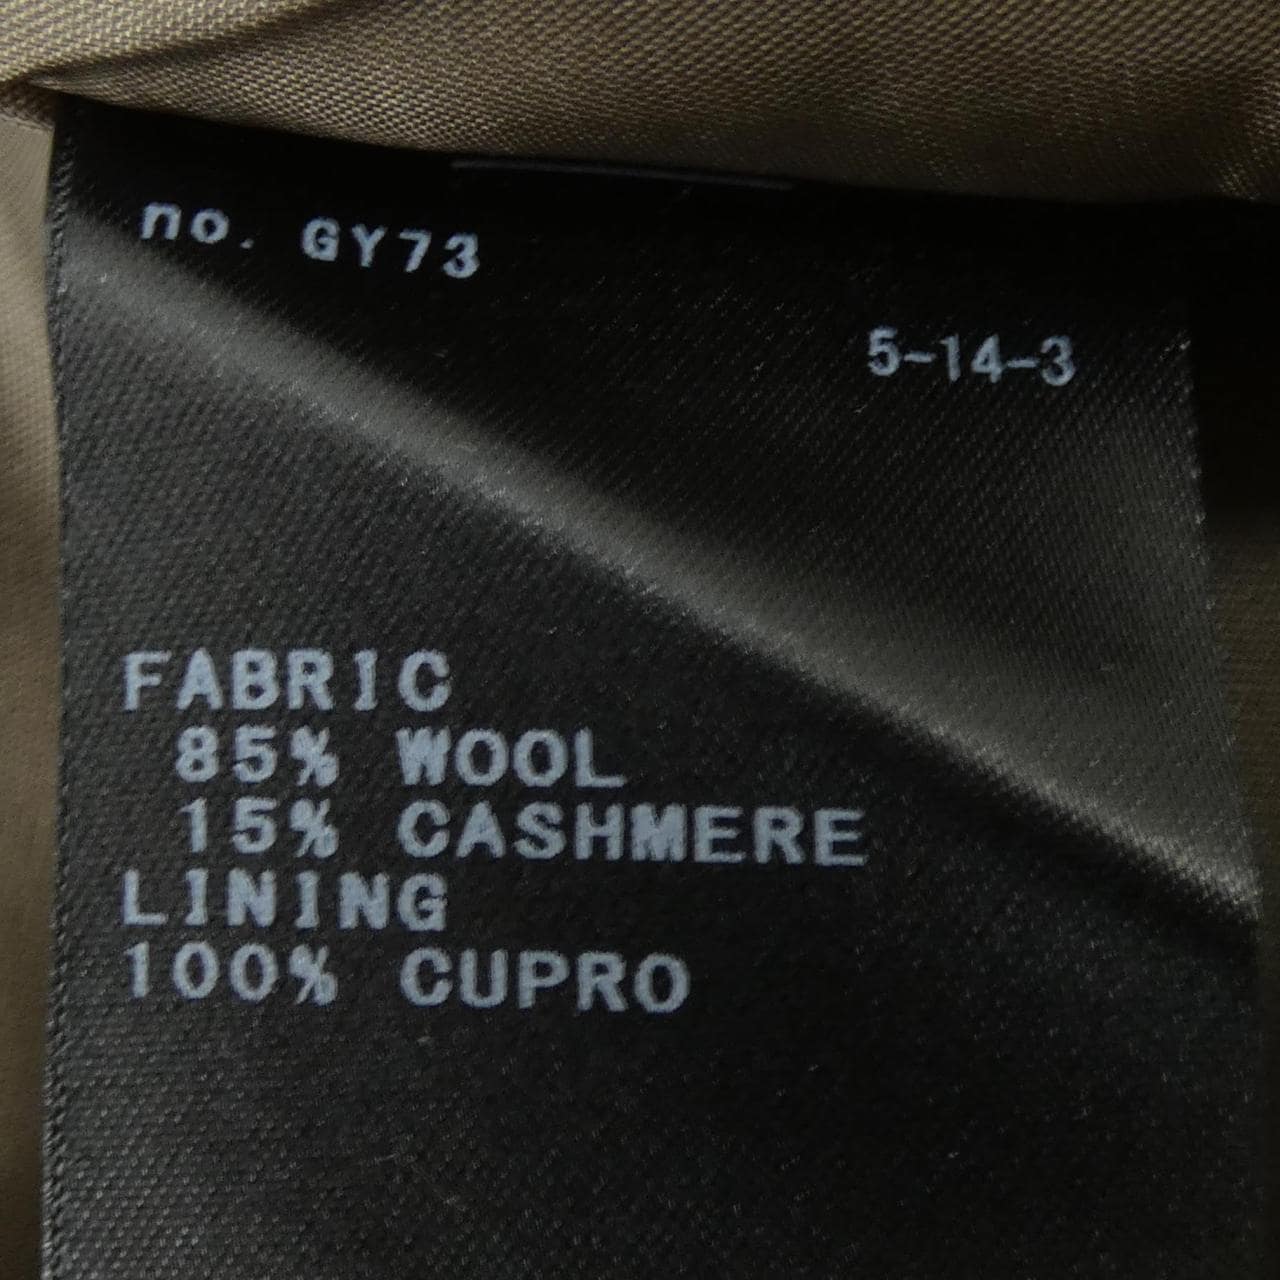 no. GY73
5-14-3
FABRIC
85% WOOL
15% CASHMERE
LINING
100% CUPRO